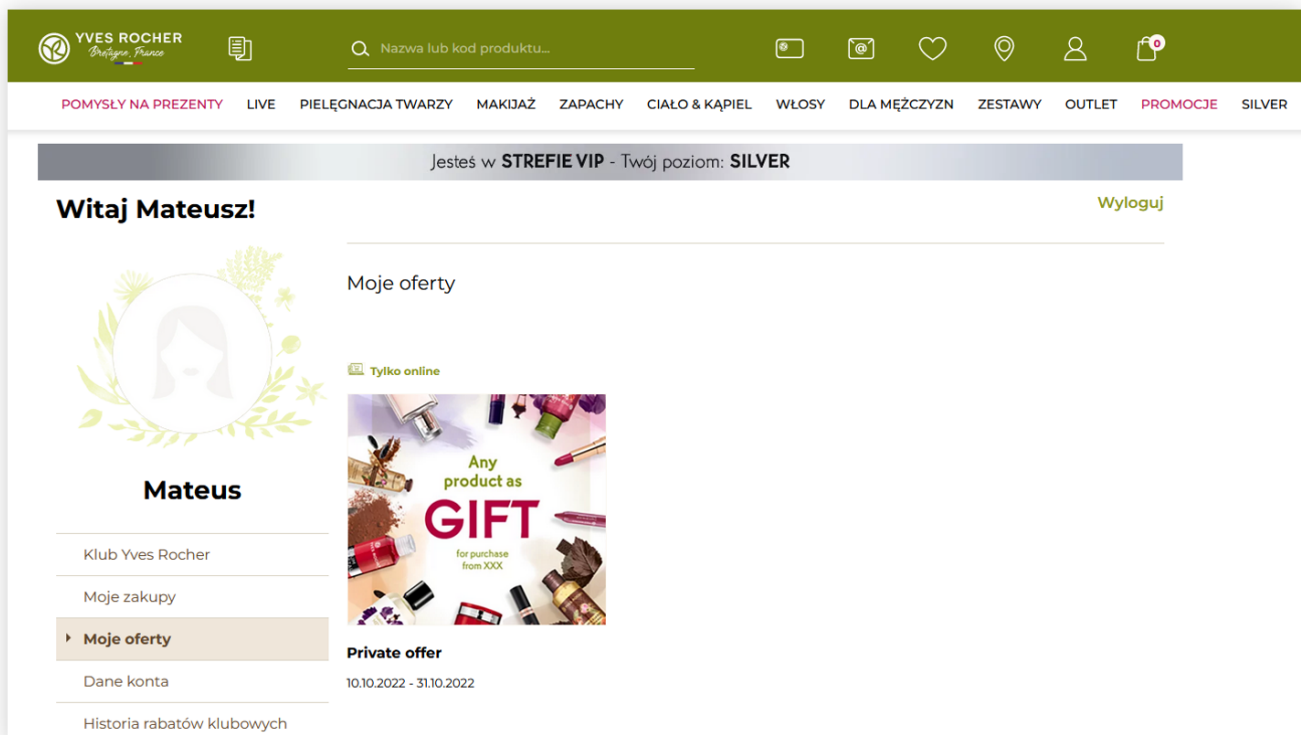 YVES ROCHER
Bretagne, France
Nazwa lub kod produktu...
@
0
POMYSŁY NA PREZENTY LIVE PIELĘGNACJA TWARZY MAKIJAŻ ZAPACHY CIAŁO & KĄPIEL WŁOSY DLA MĘŻCZYZN ZESTAWY OUTLET PROMOCJE SILVER
Jesteś w STREFIE VIP - Twój poziom: SILVER
Witaj Mateusz!
Wyloguj
Moje oferty
Tylko online
Any
product as
GIFT
for purchase
from XXX
Private offer
10.10.2022 - 31.10.2022
Mateus
Klub Yves Rocher
Moje zakupy
Moje oferty
Dane konta
Historia rabatów klubowych